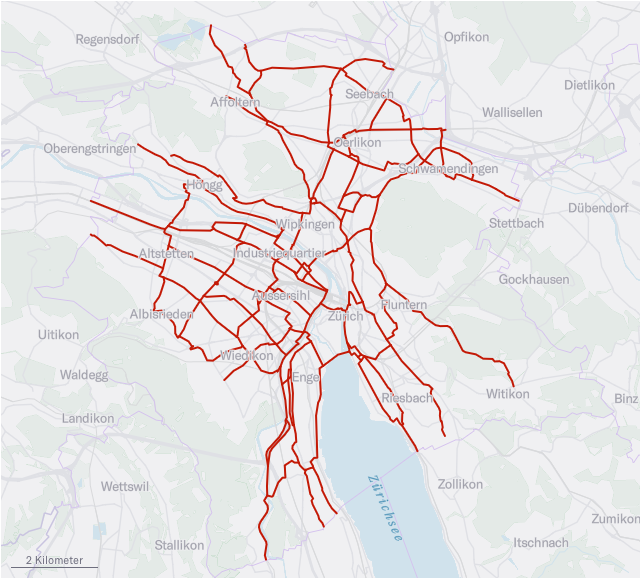 Regensdorf
Opfikon
Dietlikon
Seebach
Affoltern
Wallisellen
Oberengstringen
Oerlikon
Schwamendingen
Höngg
Dübendorf
Wipkingen
Stettbach
Altstetten
Industriequartier
Gockhausen
Aussersihl
Fluntern
Albisrieden
Zürich
Uitikon
Wiedikon
Waldegg
Enge
Witikon
Riesbach
Binz
Landikon
Zollikon
Wettswil
Zürichsee
Zumikon
Stallikon
Itschnach
2 Kilometer